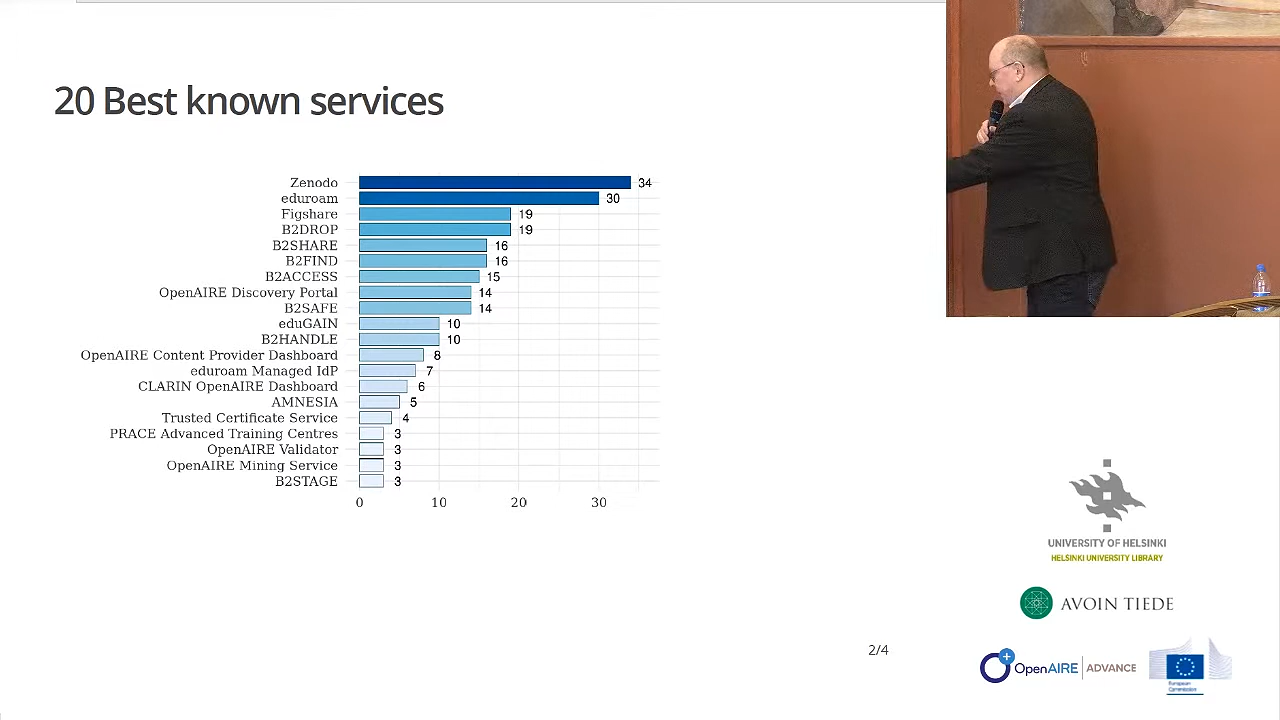 20 Best known services
Zenodo 34
eduroam 30
Figshare 19
B2DROP 19
B2SHARE 16
B2FIND 16
B2ACCESS 15
OpenAIRE Discovery Portal 14
B2SAFE 14
eduGAIN 10
B2HANDLE 10
OpenAIRE Content Provider Dashboard 8
eduroam Managed IdP 7
CLARIN OpenAIRE Dashboard 6
AMNESIA 5
Trusted Certificate Service 4
PRACE Advanced Training Centres 3
OpenAIRE Validator 3
OpenAIRE Mining Service 3
B2STAGE 3
0 10 20 30
UNIVERSITY OF HELSINKI
HELSINKI UNIVERSITY LIBRARY
AVOIN TIEDE
2/4
OpenAIRE ADVANCE
European
Commission